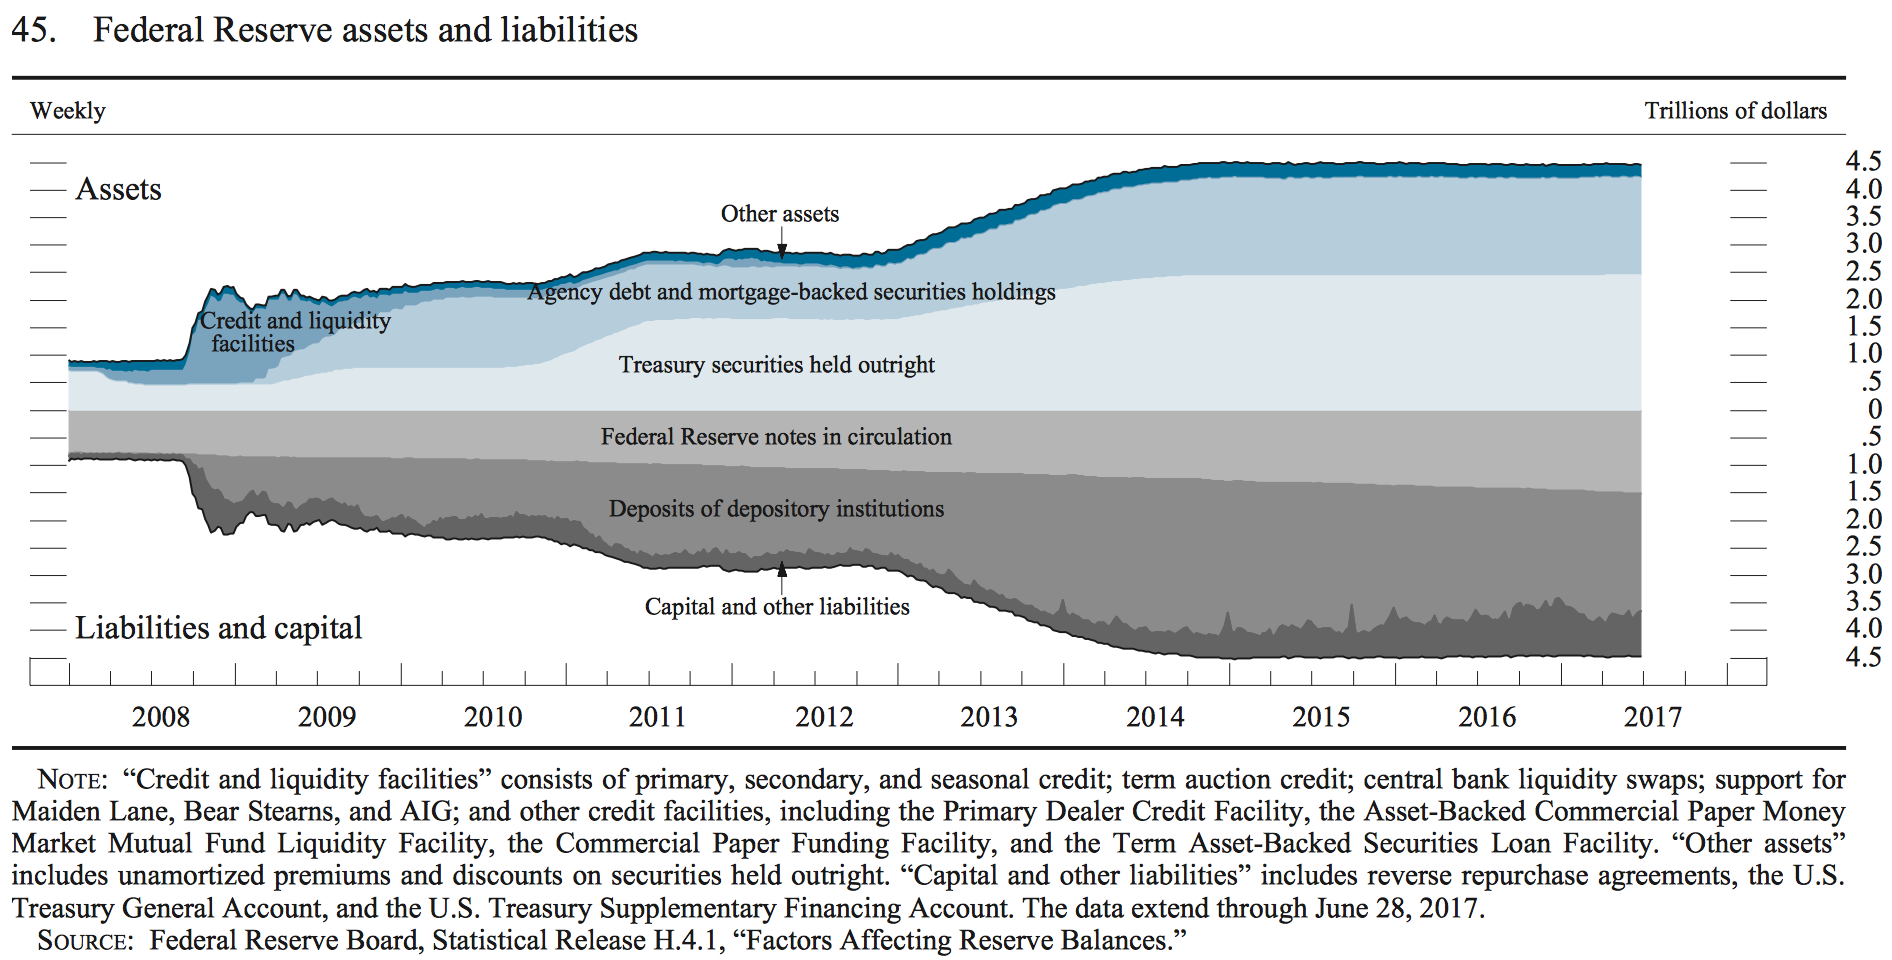 45. Federal Reserve assets and liabilities
Weekly
Trillions of dollars
Assets
Other assets
Agency debt and mortgage-backed securities holdings
Credit and liquidity
facilities
Treasury securities held outright
Federal Reserve notes in circulation
Deposits of depository institutions
Capital and other liabilities
Liabilities and capital
4.5
4.0
3.5
3.0
2.5
2.0
1.5
1.0
.5
0
.5
1.0
1.5
2.0
2.5
3.0
3.5
4.0
4.5
2008 2009 2010 2011 2012 2013 2014 2015 2016 2017
NOTE: “Credit and liquidity facilities” consists of primary, secondary, and seasonal credit; term auction credit; central bank liquidity swaps; support for
Maiden Lane, Bear Stearns, and AIG; and other credit facilities, including the Primary Dealer Credit Facility, the Asset-Backed Commercial Paper Money
Market Mutual Fund Liquidity Facility, the Commercial Paper Funding Facility, and the Term Asset-Backed Securities Loan Facility. “Other assets”
includes unamortized premiums and discounts on securities held outright. “Capital and other liabilities” includes reverse repurchase agreements, the U.S.
Treasury General Account, and the U.S. Treasury Supplementary Financing Account. The data extend through June 28, 2017.
SOURCE: Federal Reserve Board, Statistical Release H.4.1, “Factors Affecting Reserve Balances.”